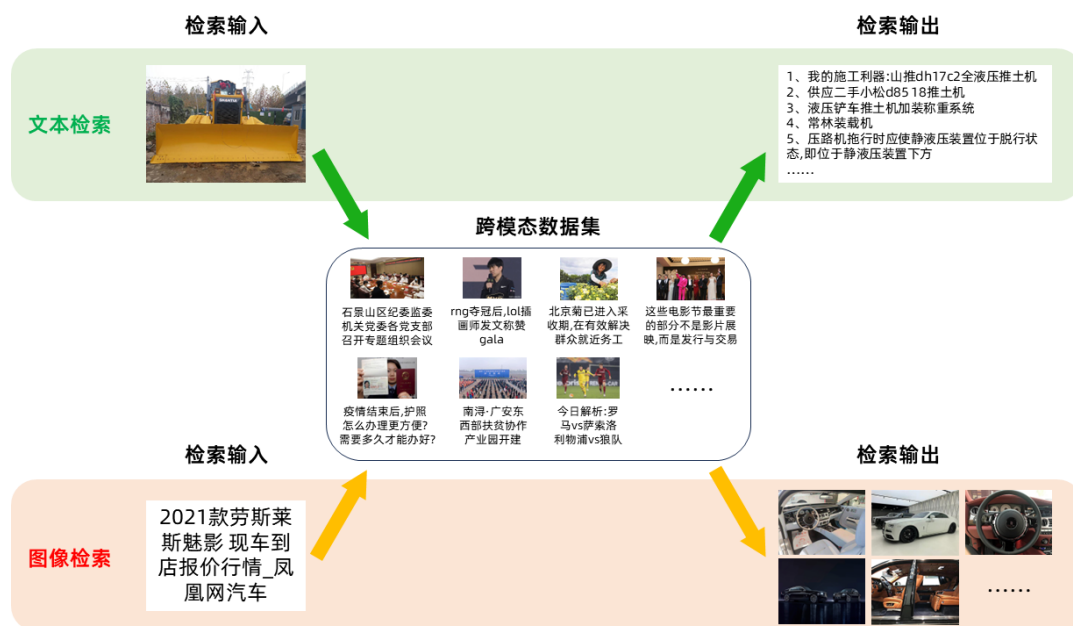 检索输入
检索输出
文本检索
1、我的施工利器:山推dh17c2全液压推土机
2、供应二手小松d85 18推土机
3、液压铲车推土机加装称重系统
4、常林装载机
5、压路机拖行时应使静液压装置位于脱行状
态,即位于静液压装置下方
……
跨模态数据集
石景山区纪委监委
机关党委各党支部
召开专题组织会议
rng夺冠后,lol插
画师发文称赞
gala
北京菊已进入采
收期,在有效解决
群众就近务工
这些电影节最重要
的部分不是影片展
映,而是发行与交易
疫情结束后,护照
怎么办理更方便?
需要多久才能办好?
南浔·广安东
西部扶贫协作
产业园开建
今日解析:罗
马vs萨索洛
利物浦vs狼队
……
检索输入
检索输出
图像检索
2021款劳斯莱
斯魅影 现车到
店报价行情_凤
凰网汽车
……